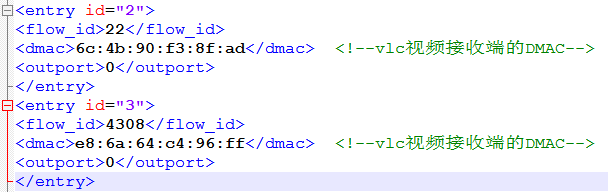 <entry id="2">
<flow_id>22</flow_id>
<dmac>6c:4b:90:f3:8f:ad</dmac>  <!--vlc视频接收端的DMAC-->
<outport>0</outport>
</entry>
<entry id="3">
<flow_id>4308</flow_id>
<dmac>e8:6a:64:c4:96:ff</dmac>  <!--vlc视频接收端的DMAC-->
<outport>0</outport>
</entry>